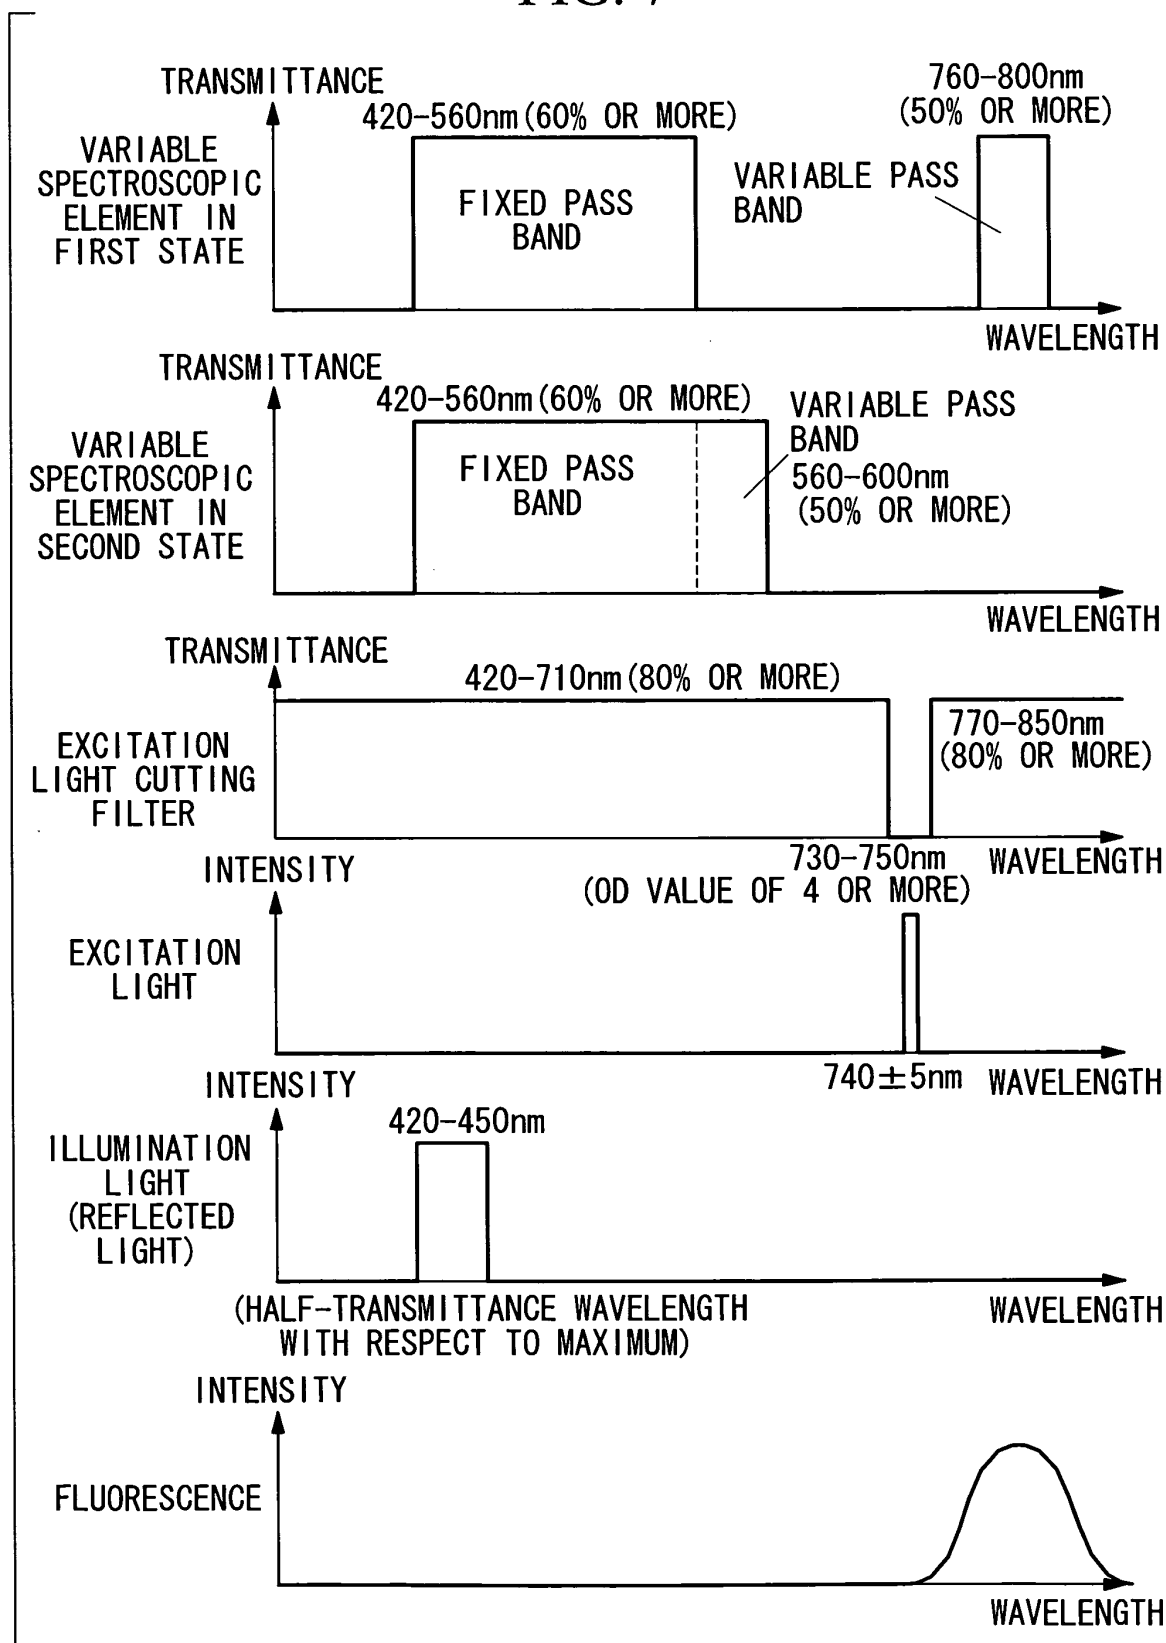 FIG. 7
TRANSMITTANCE
420-560nm (60% OR MORE)
760-800nm
(50% OR MORE)
VARIABLE
SPECTROSCOPIC
ELEMENT IN
FIRST STATE
FIXED PASS
BAND
VARIABLE PASS
BAND
WAVELENGTH
TRANSMITTANCE
420-560nm (60% OR MORE)
VARIABLE PASS
BAND
560-600nm
(50% OR MORE)
VARIABLE
SPECTROSCOPIC
ELEMENT IN
SECOND STATE
FIXED PASS
BAND
WAVELENGTH
TRANSMITTANCE
420-710nm (80% OR MORE)
770-850nm
(80% OR MORE)
EXCITATION
LIGHT CUTTING
FILTER
730-750nm
(OD VALUE OF 4 OR MORE)
WAVELENGTH
INTENSITY
EXCITATION
LIGHT
740±5nm
WAVELENGTH
INTENSITY
420-450nm
ILLUMINATION
LIGHT
(REFLECTED
LIGHT)
(HALF-TRANSMITTANCE WAVELENGTH
WITH RESPECT TO MAXIMUM)
WAVELENGTH
INTENSITY
FLUORESCENCE
WAVELENGTH